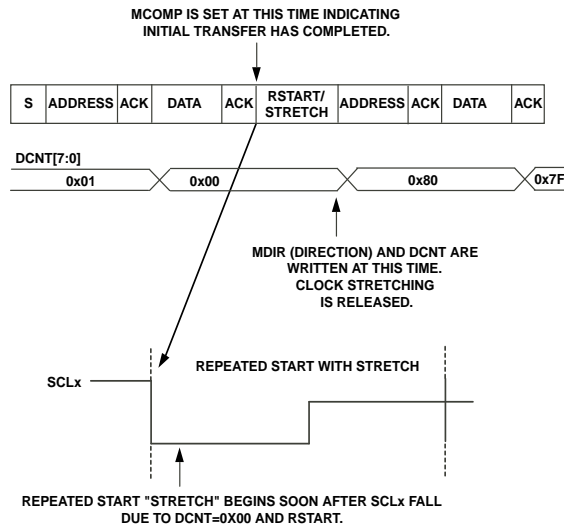 MCOMP IS SET AT THIS TIME INDICATING
INITIAL TRANSFER HAS COMPLETED.
S ADDRESS ACK DATA ACK RSTART/ STRETCH ADDRESS ACK DATA ACK
DCNT[7:0]
0x01 0x00 0x80 0x7F
MDIR (DIRECTION) AND DCNT ARE
WRITTEN AT THIS TIME.
CLOCK STRETCHING
IS RELEASED.
REPEATED START WITH STRETCH
SCLx
REPEATED START "STRETCH" BEGINS SOON AFTER SCLx FALL
DUE TO DCNT=0X00 AND RSTART.